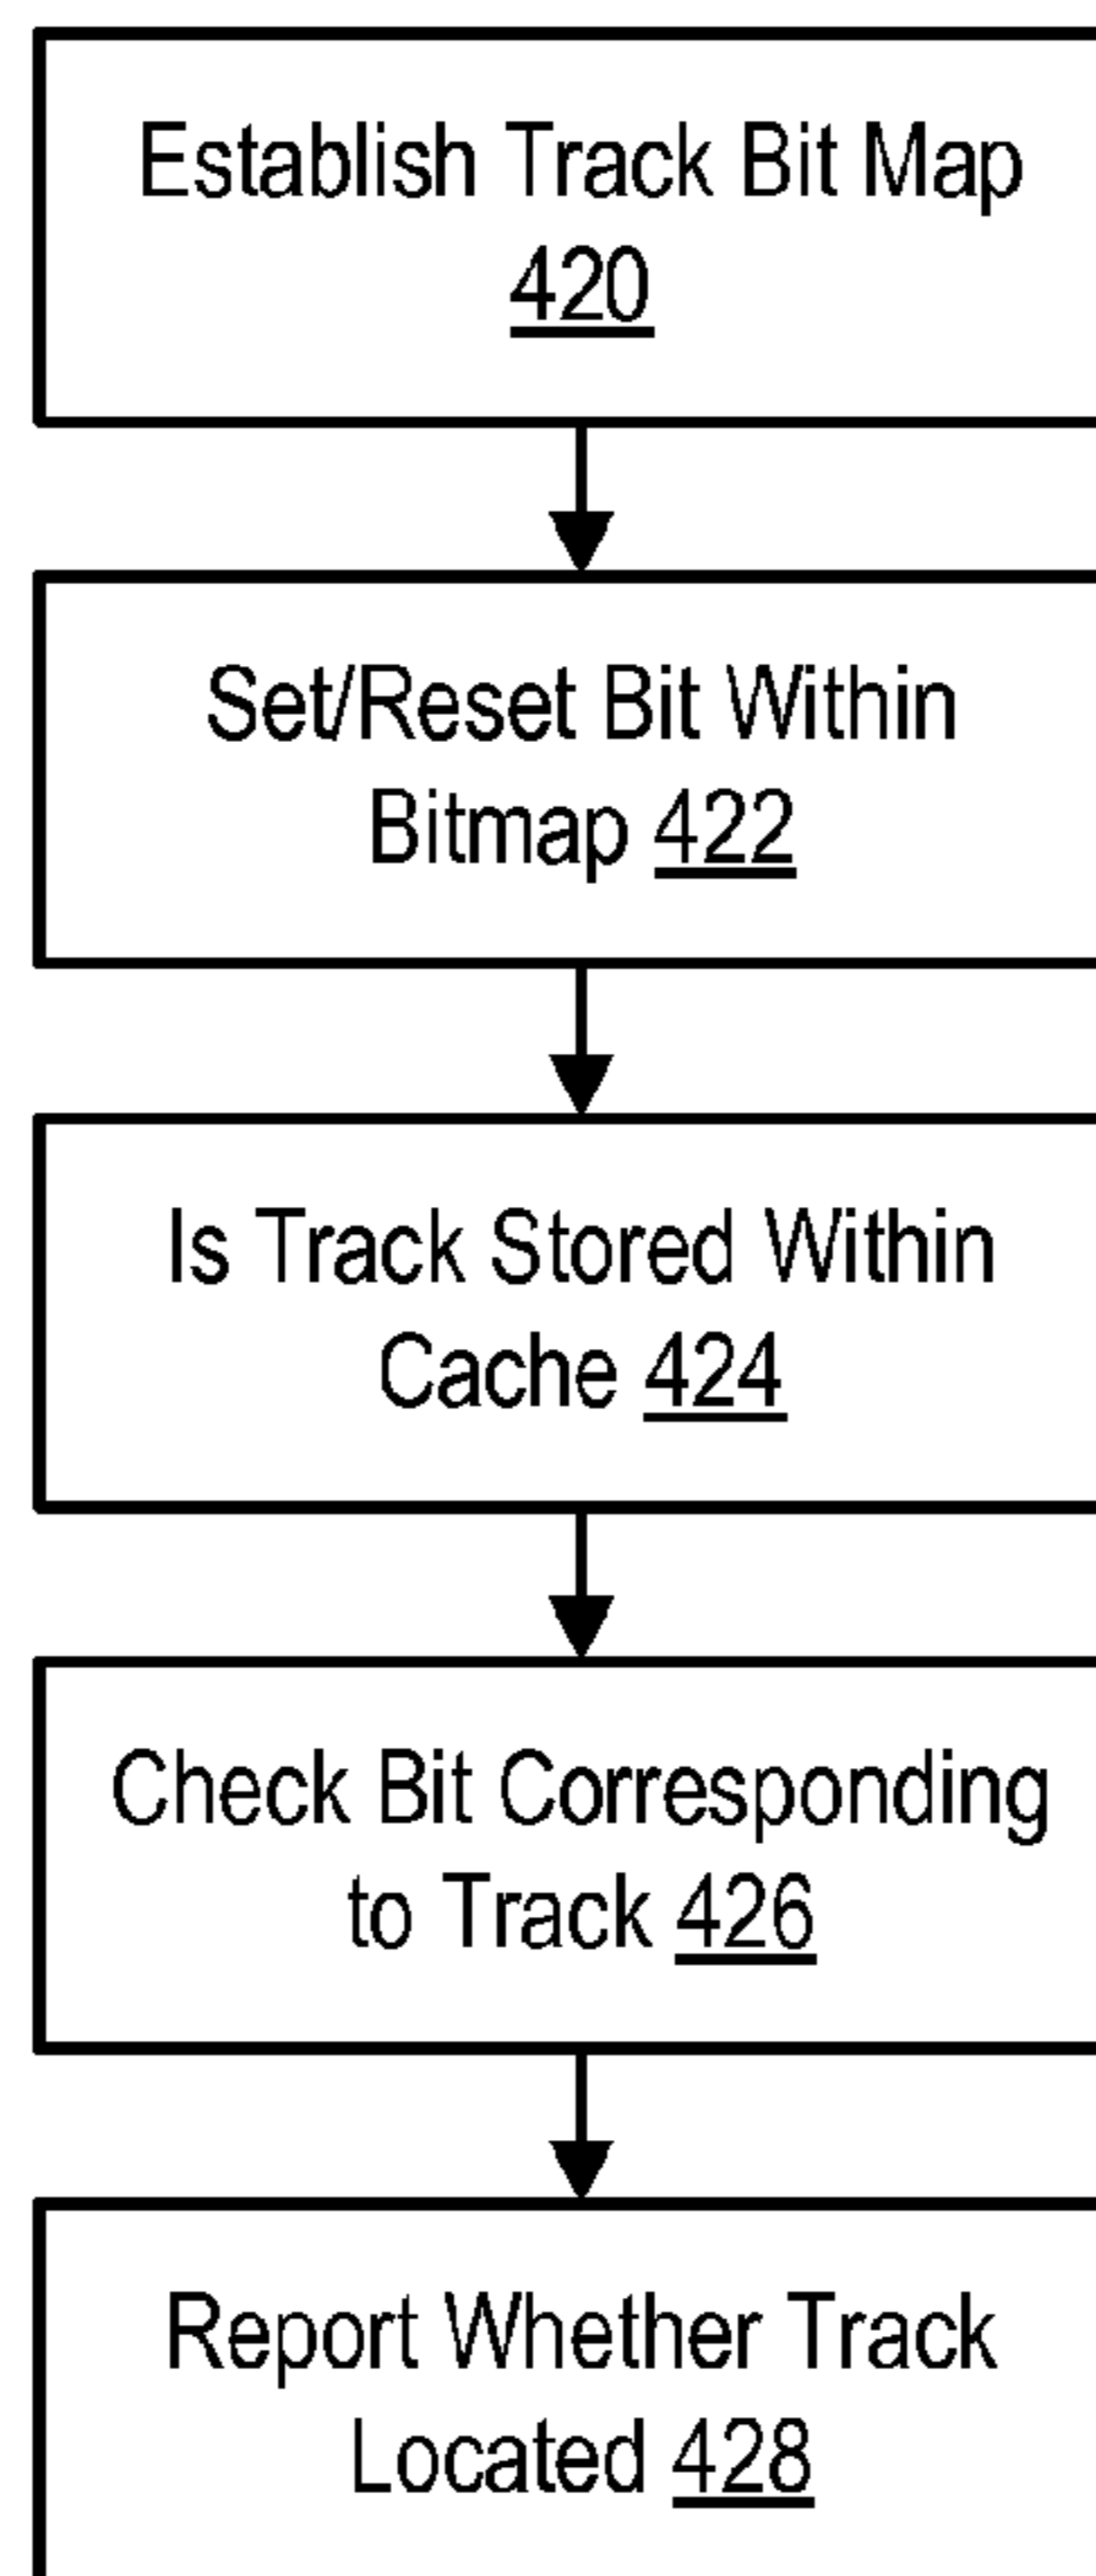 Establish Track Bit Map
420
Set/Reset Bit Within
Bitmap 422
Is Track Stored Within
Cache 424
Check Bit Corresponding
to Track 426
Report Whether Track
Located 428